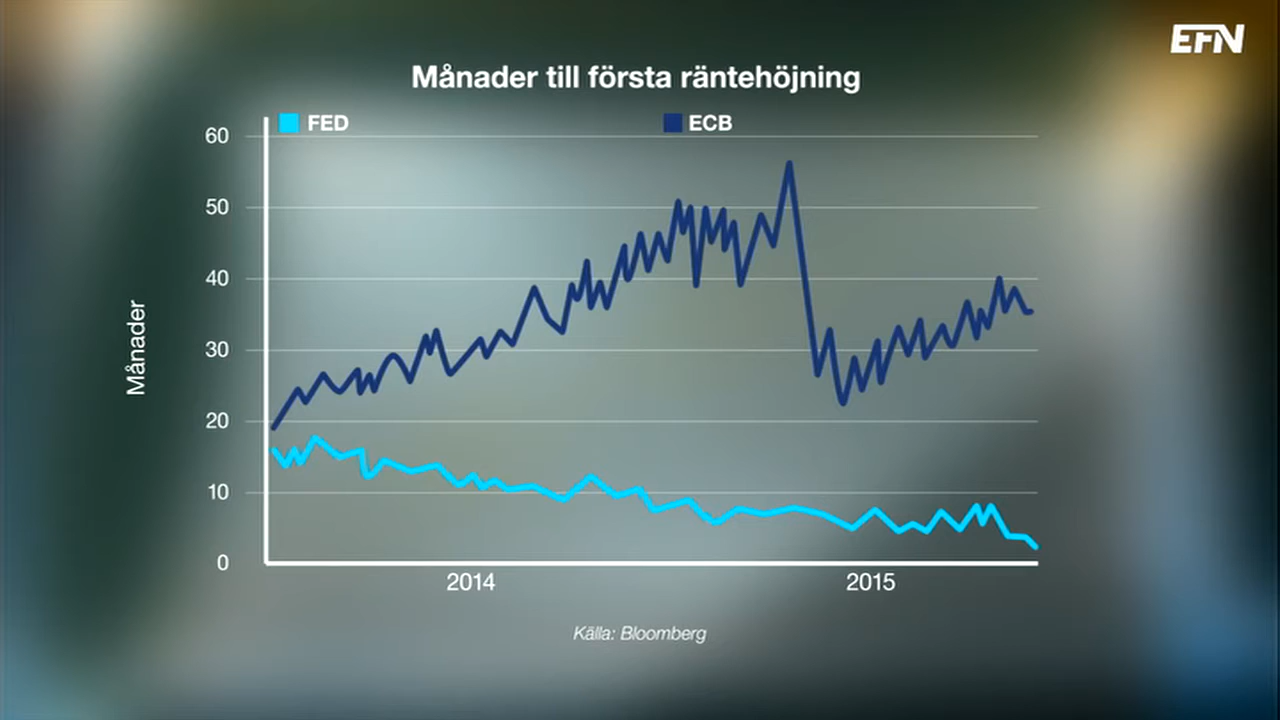 EFN
Månader till första räntehöjning
FED
ECB
60
50
40
30
20
10
0
Månader
2014
2015
Källa: Bloomberg